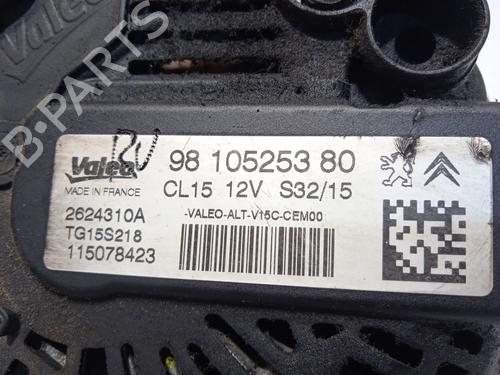 Valeo
B-PARTS
Valeo
MADE IN FRANCE
98 105253 80
CL15 12V S32/15
2624310A
-VALEO-ALT-V15C-CEM00
TG15S218
115078423